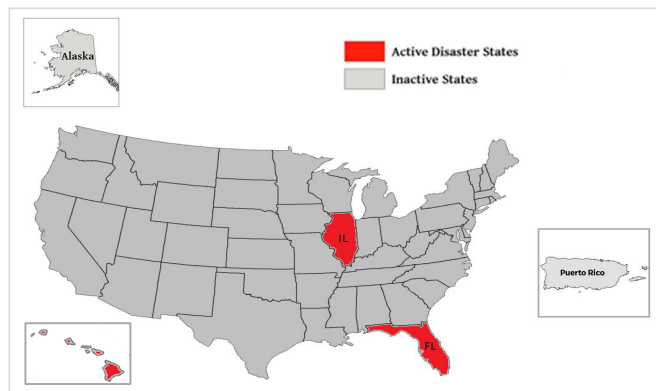 Alaska
Active Disaster States
Inactive States
IL
Puerto Rico
FL